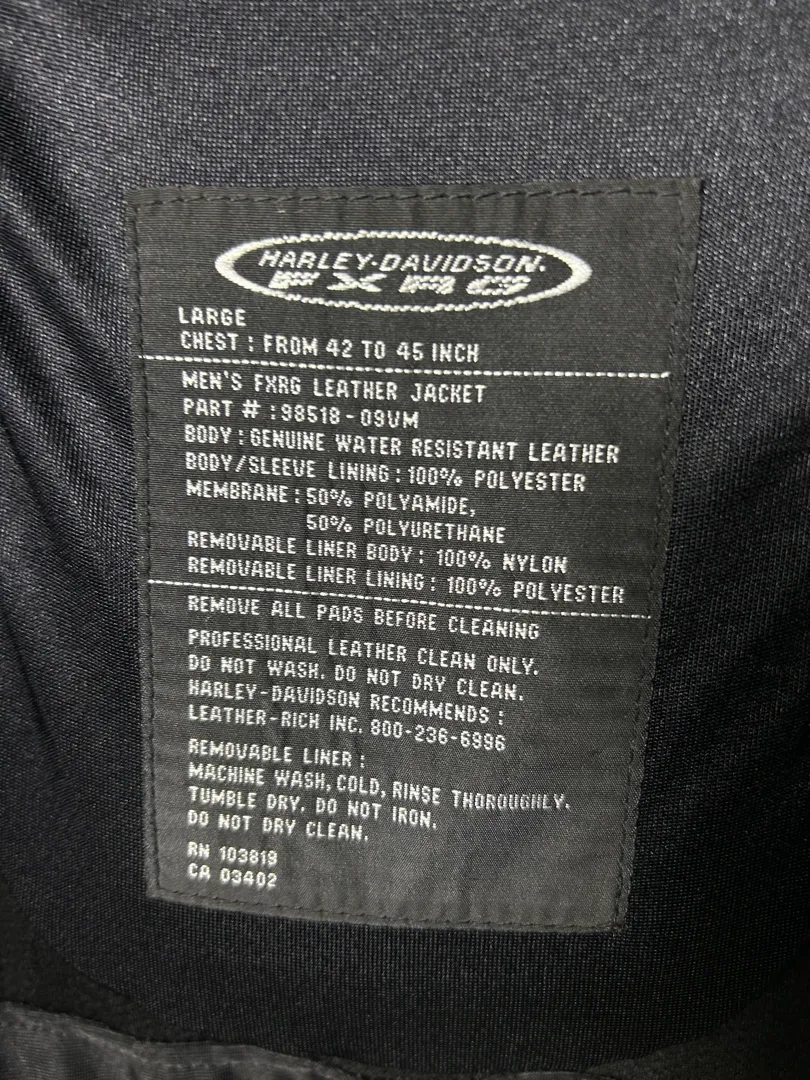 HARLEY-DAVIDSON
FXRG
LARGE
CHEST : FROM 42 TO 45 INCH
MEN'S FXRG LEATHER JACKET
PART # : 98518-09VM
BODY : GENUINE WATER RESISTANT LEATHER
BODY/SLEEVE LINING : 100% POLYESTER
MEMBRANE : 50% POLYAMIDE,
50% POLYURETHANE
REMOVABLE LINER BODY : 100% NYLON
REMOVABLE LINER LINING : 100% POLYESTER
REMOVE ALL PADS BEFORE CLEANING
PROFESSIONAL LEATHER CLEAN ONLY.
DO NOT WASH. DO NOT DRY CLEAN.
HARLEY-DAVIDSON RECOMMENDS :
LEATHER-RICH INC. 800-236-6996
REMOVABLE LINER :
MACHINE WASH, COLD, RINSE THOROUGHLY.
TUMBLE DRY. DO NOT IRON.
DO NOT DRY CLEAN.
RN 103819
CA 03402